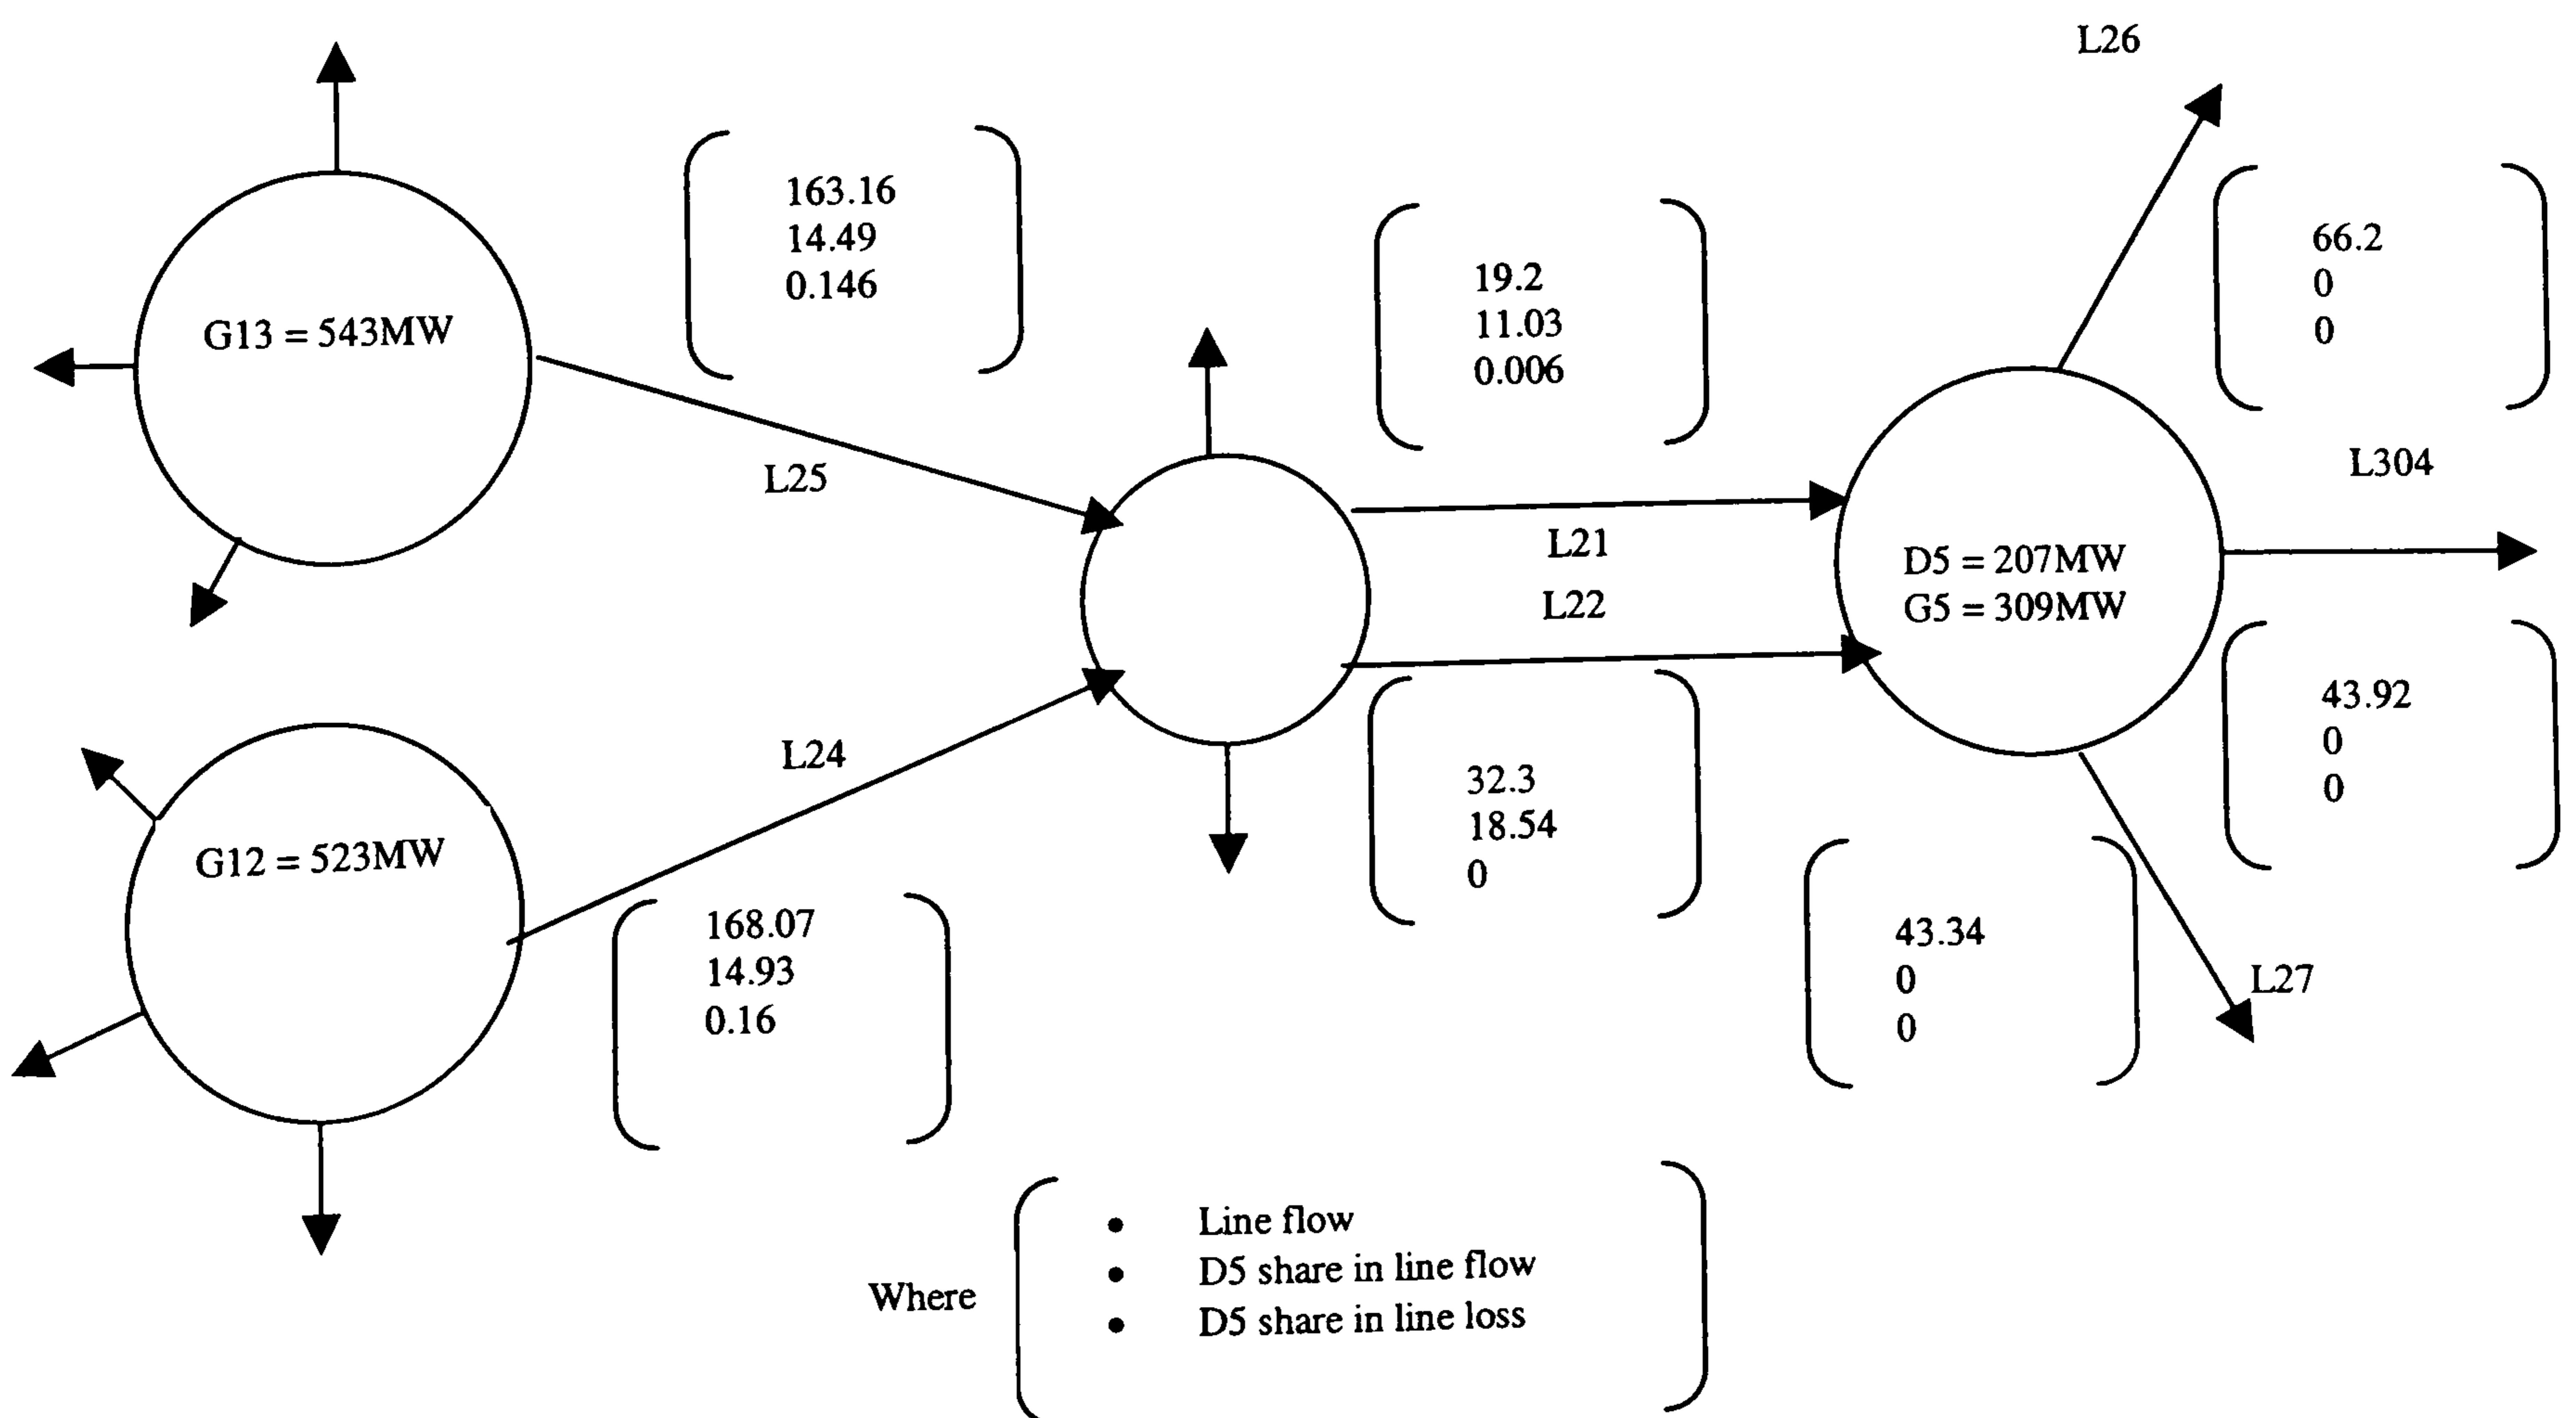 L26
163.16
14.49
0.146
G13 = 543MW
L25
19.2
11.03
0.006
66.2
0
0
L304
L21
L22
D5 = 207MW
G5 = 309MW
43.92
0
0
L24
G12 = 523MW
168.07
14.93
0.16
32.3
18.54
0
43.34
0
0
L27
Where
• Line flow
• D5 share in line flow
• D5 share in line loss